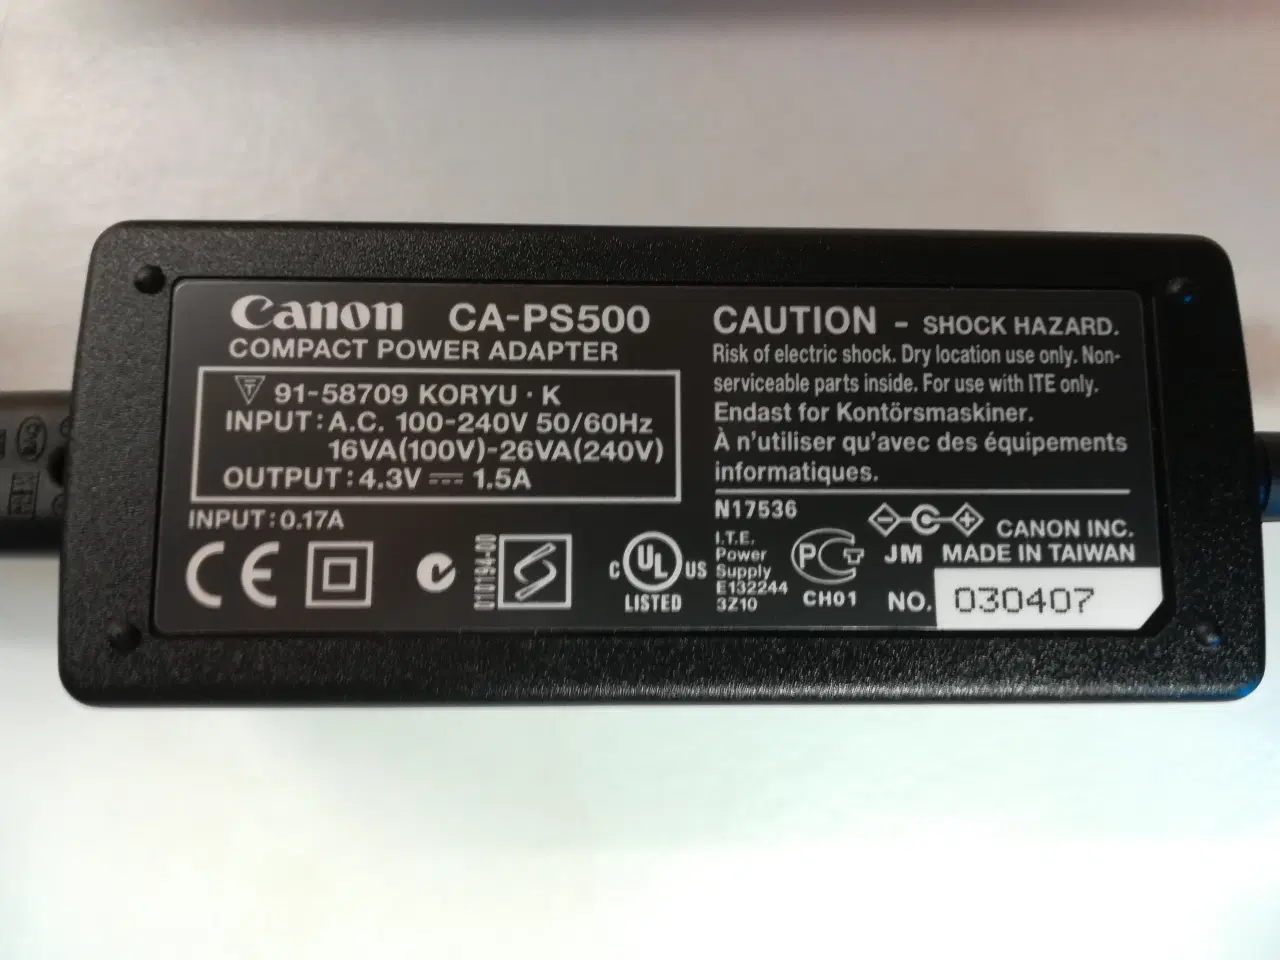 Canon CA-PS500
COMPACT POWER ADAPTER
91-58709 KORYU · K
INPUT : A.C. 100-240V 50/60Hz
16VA(100V)-26VA(240V)
OUTPUT : 4.3V ⎓ 1.5A
INPUT : 0.17A
CE
010194-00
C UL US
LISTED
CAUTION - SHOCK HAZARD.
Risk of electric shock. Dry location use only. Non-
serviceable parts inside. For use with ITE only.
Endast for Kontörsmaskiner.
À n'utiliser qu'avec des équipements
informatiques.
N17536
I.T.E.
Power
Supply
E132244
3Z10
PCT
CH01
- C +
CANON INC.
JM MADE IN TAIWAN
NO. 030407